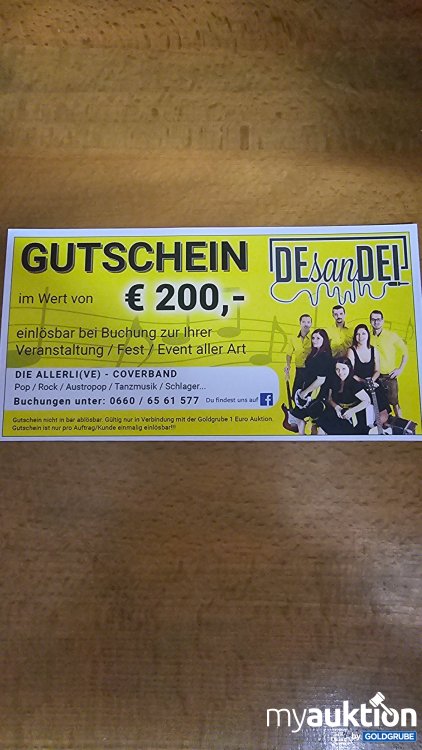 GUTSCHEIN
DEsanDEI
im Wert von € 200,-
einlösbar bei Buchung zur Ihrer
Veranstaltung / Fest / Event aller Art
DIE ALLERLI(VE) - COVERBAND
Pop / Rock / Austropop / Tanzmusik / Schlager...
Buchungen unter: 0660 / 65 61 577 Du findest uns auf f
Gutschein nicht in bar ablösbar. Gültig nur in Verbindung mit der Goldgrube 1 Euro Auktion.
Gutschein ist nur pro Auftrag/Kunde einmalig einlösbar!!!
myauktion
by GOLDGRUBE